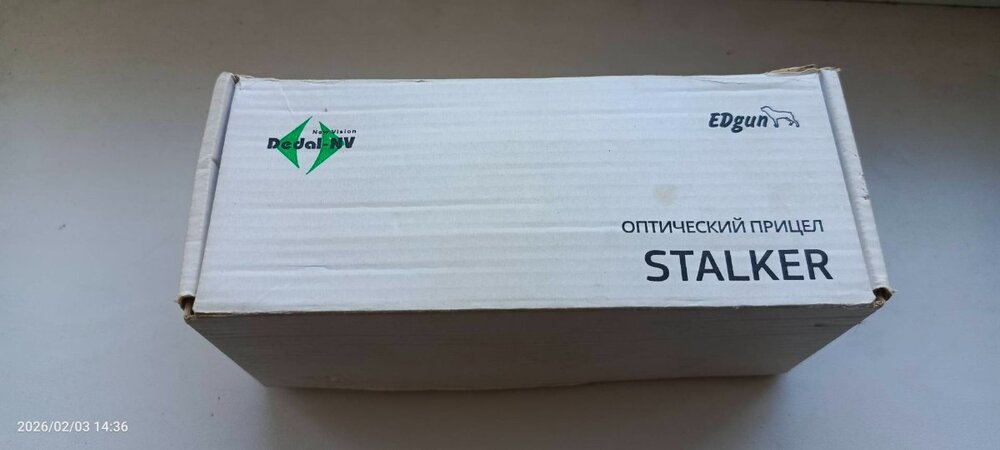 New Vision
Dedal-NV
EDgun
ОПТИЧЕСКИЙ ПРИЦЕЛ
STALKER
2026/02/03 14:36